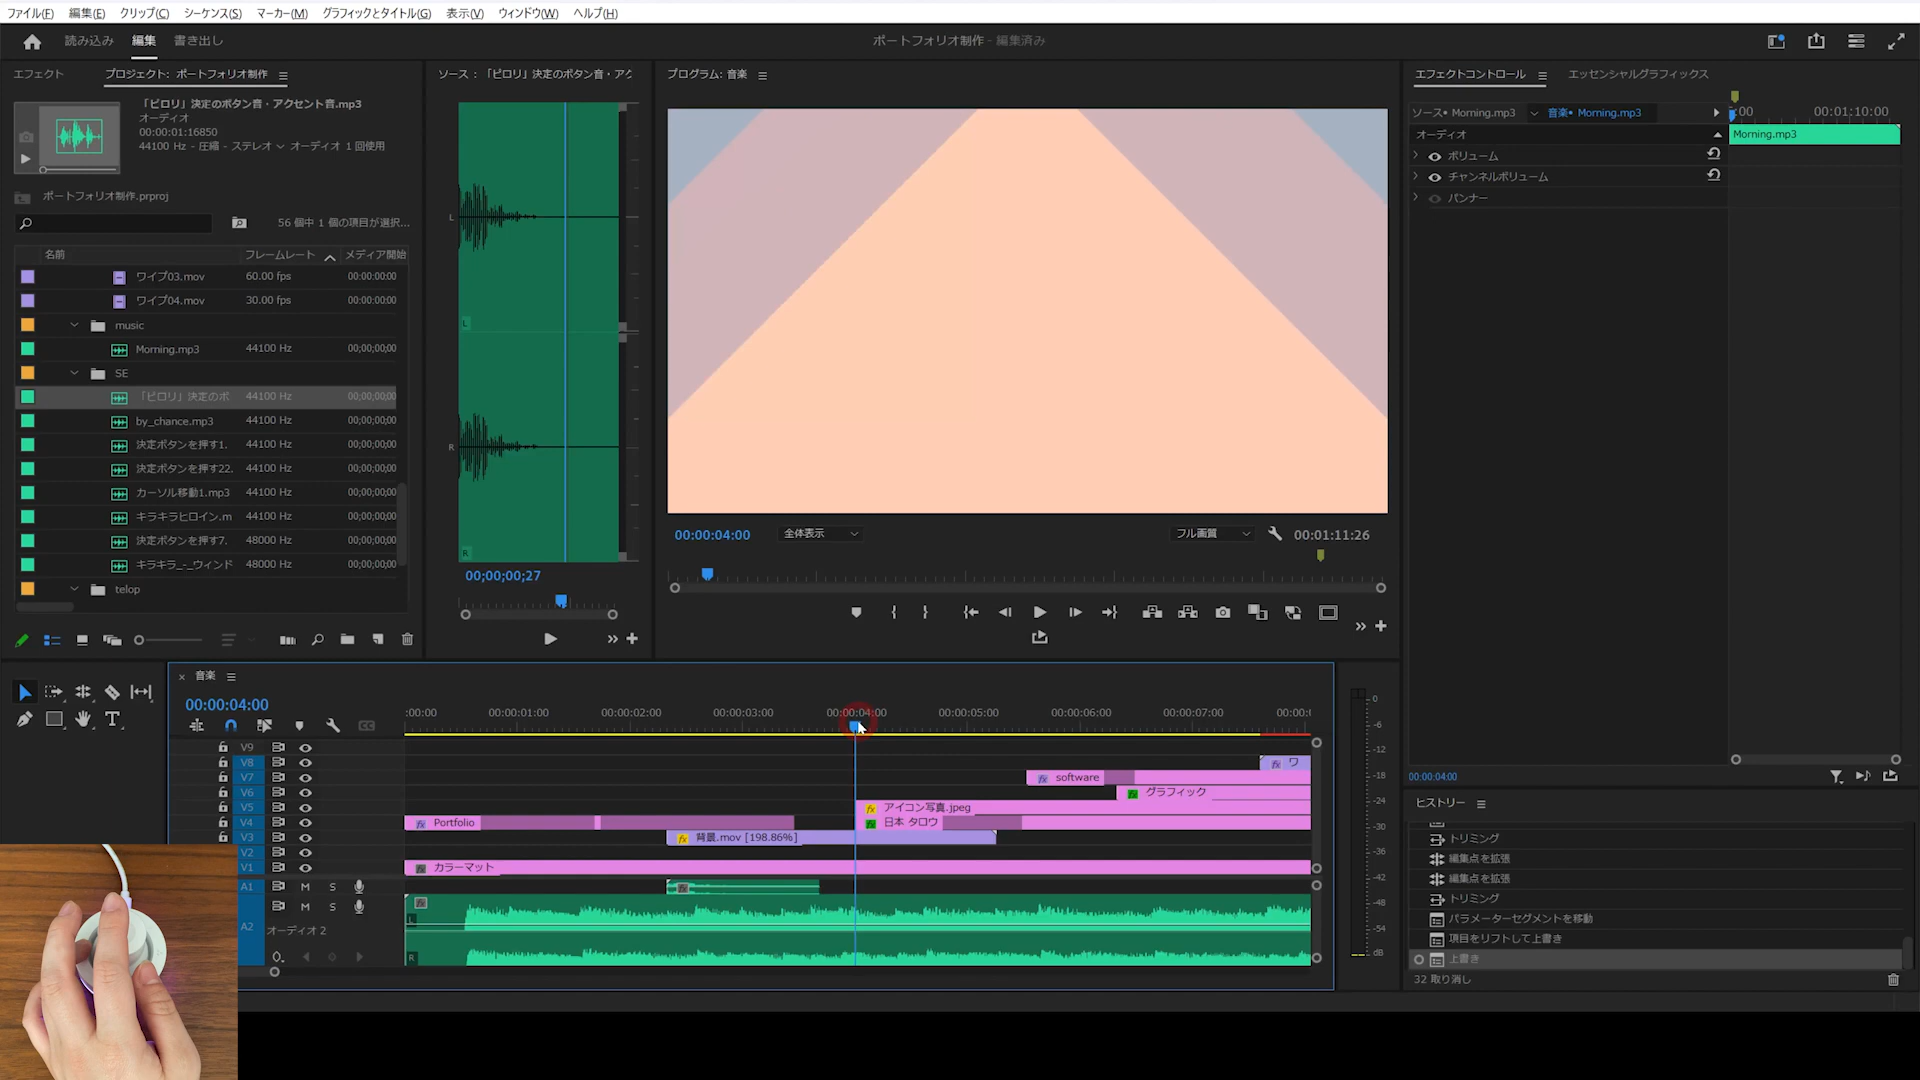 ファイル(F) 編集(E) クリップ(C) シーケンス(S) マーカー(M) グラフィックとタイトル(G) 表示(V) ウィンドウ(W) ヘルプ(H)
読み込み 編集 書き出し
ポートフォリオ制作 - 編集済み
エフェクト プロジェクト: ポートフォリオ制作
「ピロリ」決定のボタン音・アクセント音.mp3
オーディオ
00:00:01:16850
44100 Hz - 圧縮 - ステレオ オーディオ 1 回使用
ポートフォリオ制作.prproj
56 個中 1 個の項目が選択...
名前 フレームレート メディア開始
ワイプ03.mov 60.00 fps 00:00:00:00
ワイプ04.mov 30.00 fps 00:00:00:00
music
Morning.mp3 44100 Hz 00;00;00;00
SE
「ピロリ」決定のボ 44100 Hz 00;00;00;00
by_chance.mp3 44100 Hz 00;00;00;00
決定ボタンを押す1. 44100 Hz 00;00;00;00
決定ボタンを押す22. 44100 Hz 00;00;00;00
カーソル移動1.mp3 44100 Hz 00;00;00;00
キラキラヒロイン.m 44100 Hz 00;00;00;00
決定ボタンを押す7. 48000 Hz 00;00;00;00
キラキラ_-_ウィンド 48000 Hz 00;00;00;00
telop
ソース: 「ピロリ」決定のボタン音・アク
L
L
R
R
00;00;00;27
プログラム: 音楽
00:00:04:00 全体表示 フル画質 00:01:11:26
エフェクトコントロール エッセンシャルグラフィックス
ソース• Morning.mp3 音楽• Morning.mp3
:00 00:01:10:00
オーディオ
Morning.mp3
ボリューム
チャンネルボリューム
パンナー
00:00:04:00
ヒストリー
トリミング
編集点を拡張
編集点を拡張
トリミング
パラメーターセグメントを移動
項目をリフトして上書き
上書き
32 取り消し
音楽
00:00:04:00
:00:00 00:00:01:00 00:00:02:00 00:00:03:00 00:00:04:00 00:00:05:00 00:00:06:00 00:00:07:00 00:00:0
V9
V8 fx ワ
V7 fx software
V6 fx グラフィック
V5 fx アイコン写真.jpeg
V4 fx Portfolio fx 日本 タロウ
V3 fx 背景.mov [198.86%]
V2
V1 fx カラーマット
A1 M S fx
M S
A2 オーディオ 2
L
R
0
-6
-12
-18
-24
-30
-36
-42
-48
-54
dB